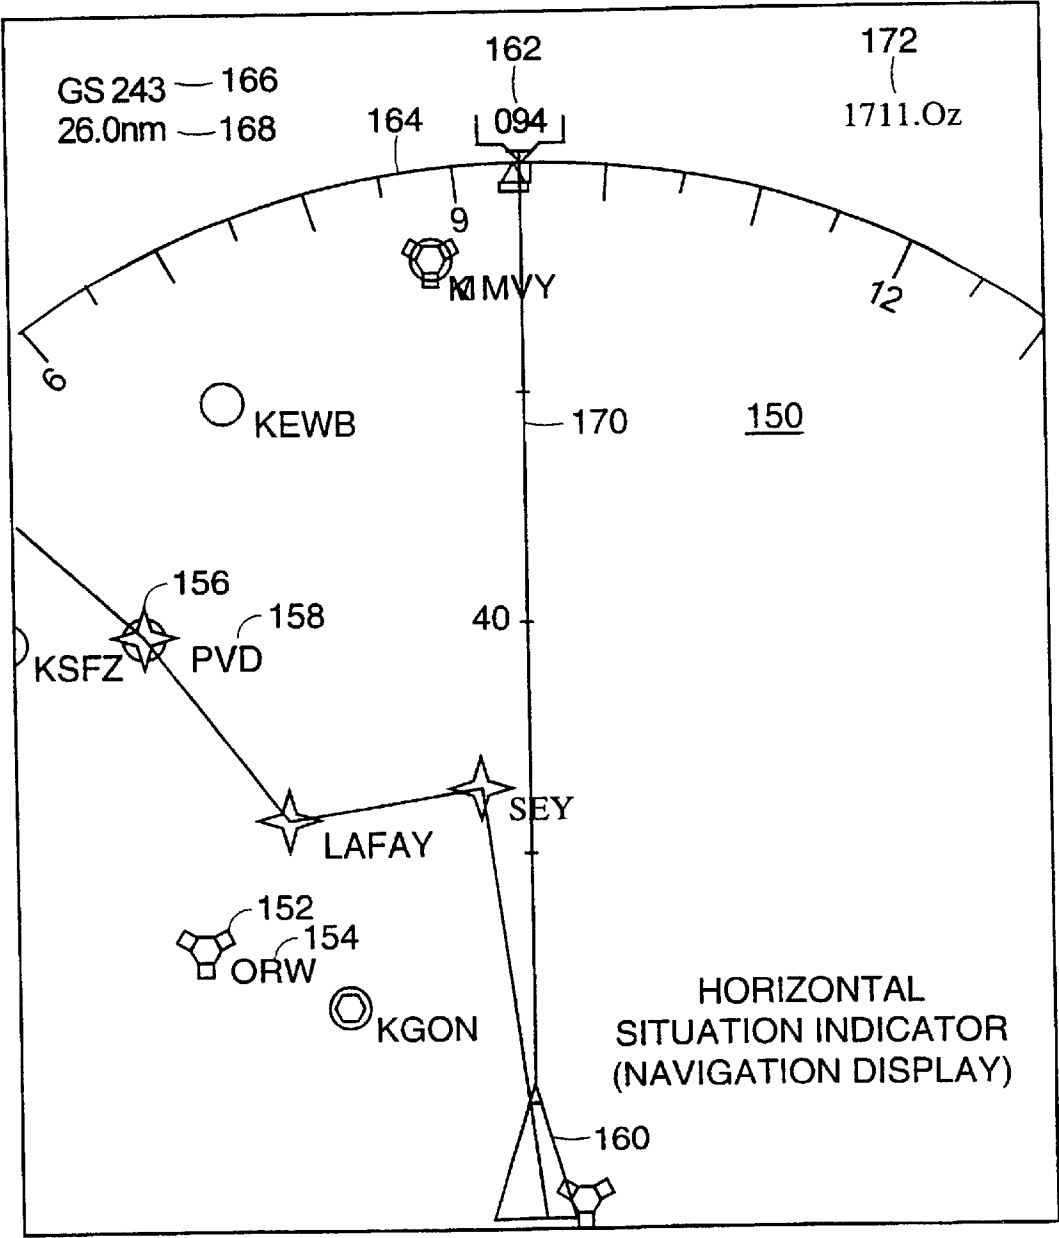 162
172
GS 243
166
26.0nm
168
164
094
1711.Oz
9
MVY
12
6
KEWB
170
150
156
158
40
KSFZ
PVD
SEY
LAFAY
152
154
ORW
KGON
HORIZONTAL
SITUATION INDICATOR
(NAVIGATION DISPLAY)
160